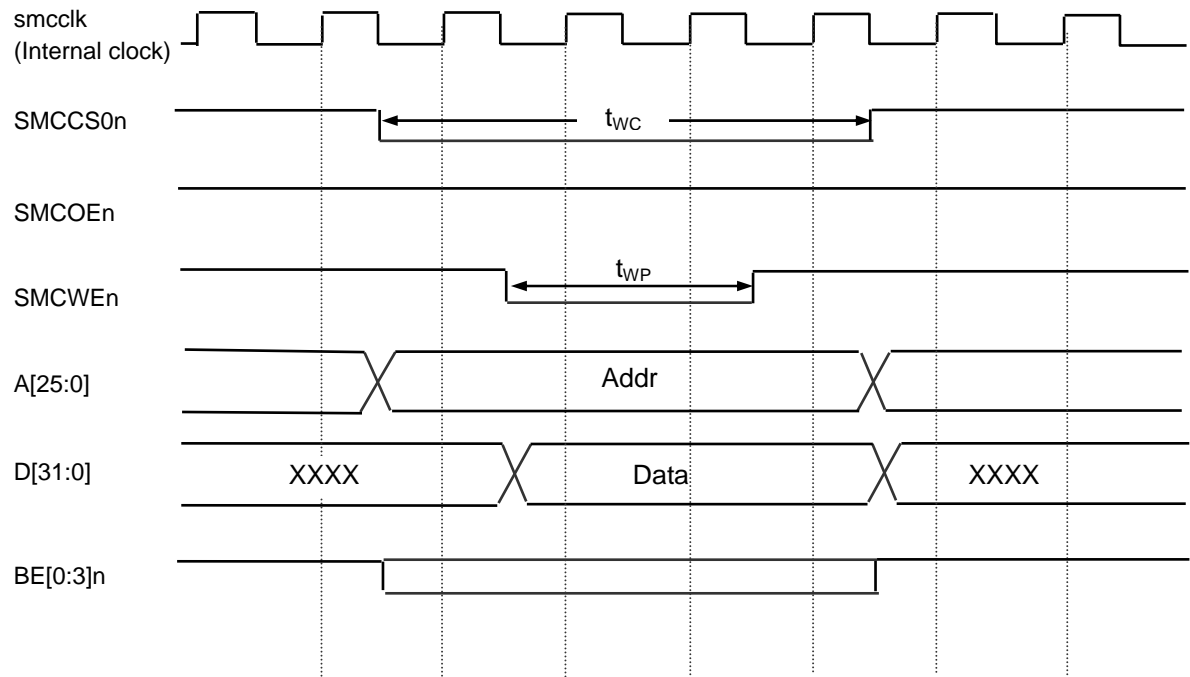 smcclk
(Internal clock)
SMCCS0n
tWC
SMCOEn
SMCWEn
tWP
A[25:0]
Addr
D[31:0]
XXXX
Data
XXXX
BE[0:3]n